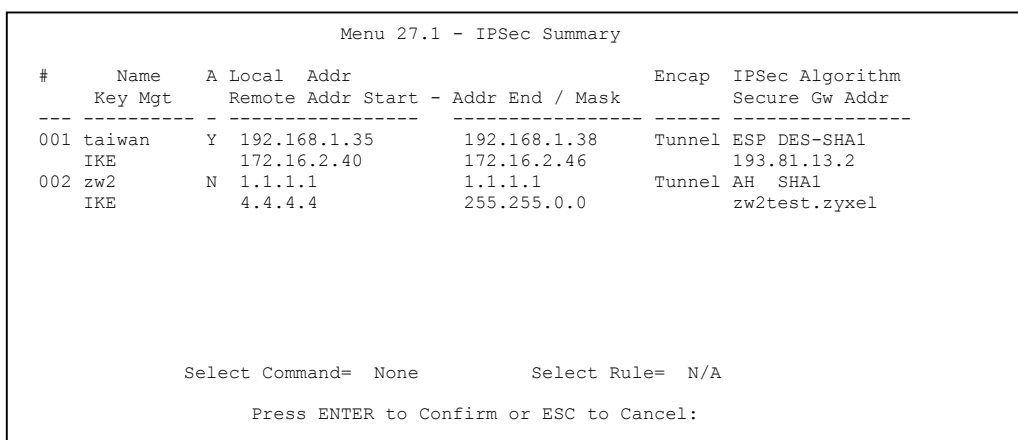 Menu 27.1 - IPSec Summary
#      Name   A Local  Addr                             Encap  IPSec Algorithm
     Key Mgt      Remote Addr Start - Addr End / Mask          Secure Gw Addr
--- ---------- - -----------------   ----------------- ------ ----------------
001 taiwan     Y  192.168.1.35         192.168.1.38     Tunnel ESP DES-SHA1
    IKE           172.16.2.40          172.16.2.46             193.81.13.2
002 zw2        N  1.1.1.1              1.1.1.1          Tunnel AH  SHA1
    IKE           4.4.4.4              255.255.0.0             zw2test.zyxel
Select Command=  None           Select Rule=  N/A
Press ENTER to Confirm or ESC to Cancel: